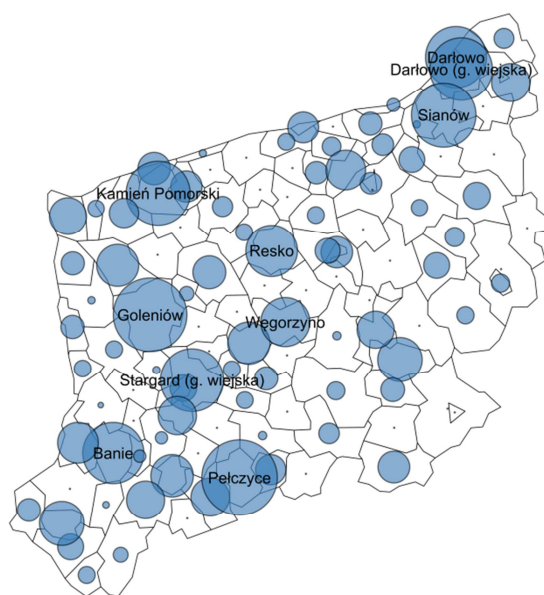 Darłowo
Darłowo (g. wiejska)
Sianów
Kamień Pomorski
Resko
Goleniów
Węgorzyno
Stargard (g. wiejska)
Banie
Pełczyce